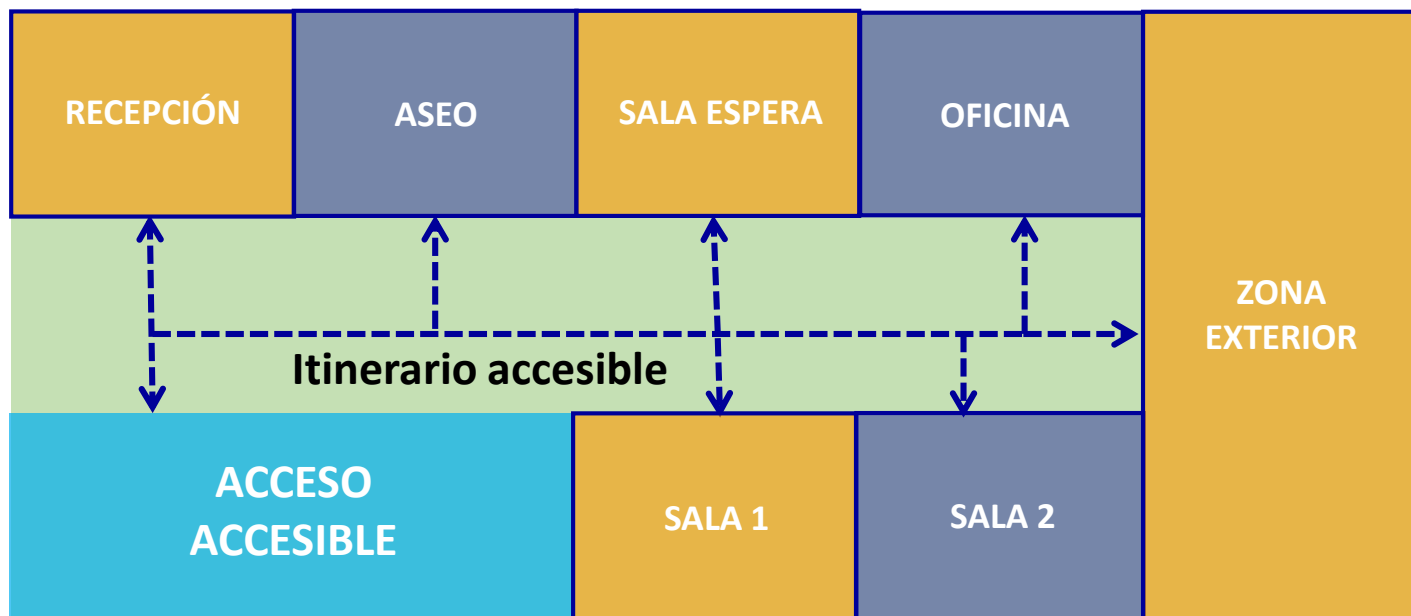 RECEPCIÓN
ASEO
SALA ESPERA
OFICINA
ZONA
EXTERIOR
Itinerario accesible
ACCESO
ACCESIBLE
SALA 1
SALA 2